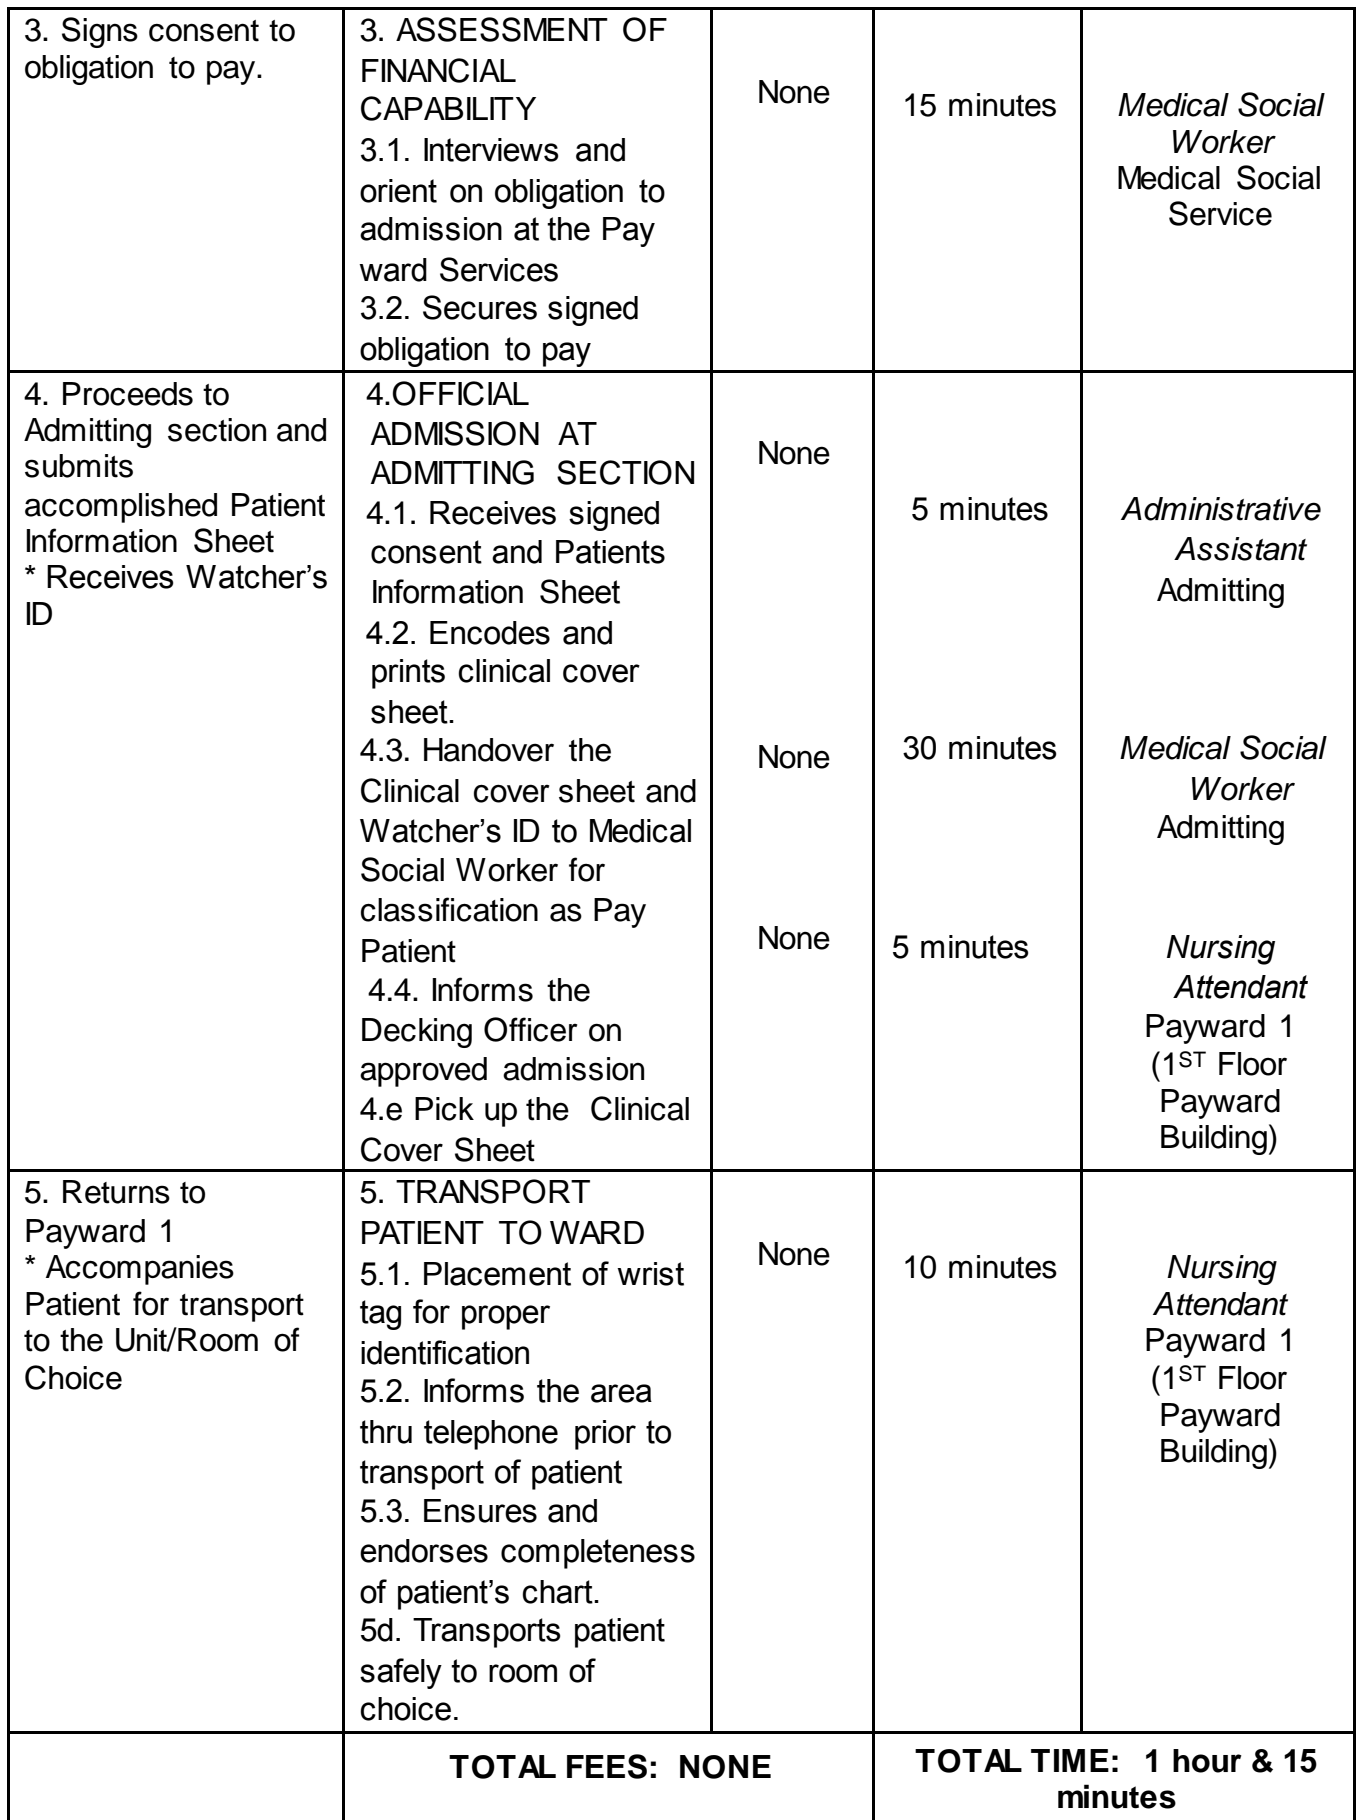 3. Signs consent to
obligation to pay.
3. ASSESSMENT OF
FINANCIAL
CAPABILITY
3.1. Interviews and
orient on obligation to
admission at the Pay
ward Services
3.2. Secures signed
obligation to pay
None
15 minutes
Medical Social
Worker
Medical Social
Service
4. Proceeds to
Admitting section and
submits
accomplished Patient
Information Sheet
* Receives Watcher's
ID
4.OFFICIAL
ADMISSION AT
ADMITTING SECTION
4.1. Receives signed
consent and Patients
Information Sheet
4.2. Encodes and
prints clinical cover
sheet.
4.3. Handover the
Clinical cover sheet and
Watcher's ID to Medical
Social Worker for
classification as Pay
Patient
4.4. Informs the
Decking Officer on
approved admission
4.e Pick up the Clinical
Cover Sheet
None
None
None
5 minutes
30 minutes
5 minutes
Administrative
Assistant
Admitting
Medical Social
Worker
Admitting
Nursing
Attendant
Payward 1
(1ST Floor
Payward
Building)
5. Returns to
Payward 1
* Accompanies
Patient for transport
to the Unit/Room of
Choice
5. TRANSPORT
PATIENT TO WARD
5.1. Placement of wrist
tag for proper
identification
5.2. Informs the area
thru telephone prior to
transport of patient
5.3. Ensures and
endorses completeness
of patient's chart.
5d. Transports patient
safely to room of
choice.
None
10 minutes
Nursing
Attendant
Payward 1
(1ST Floor
Payward
Building)
TOTAL FEES: NONE
TOTAL TIME: 1 hour & 15
minutes